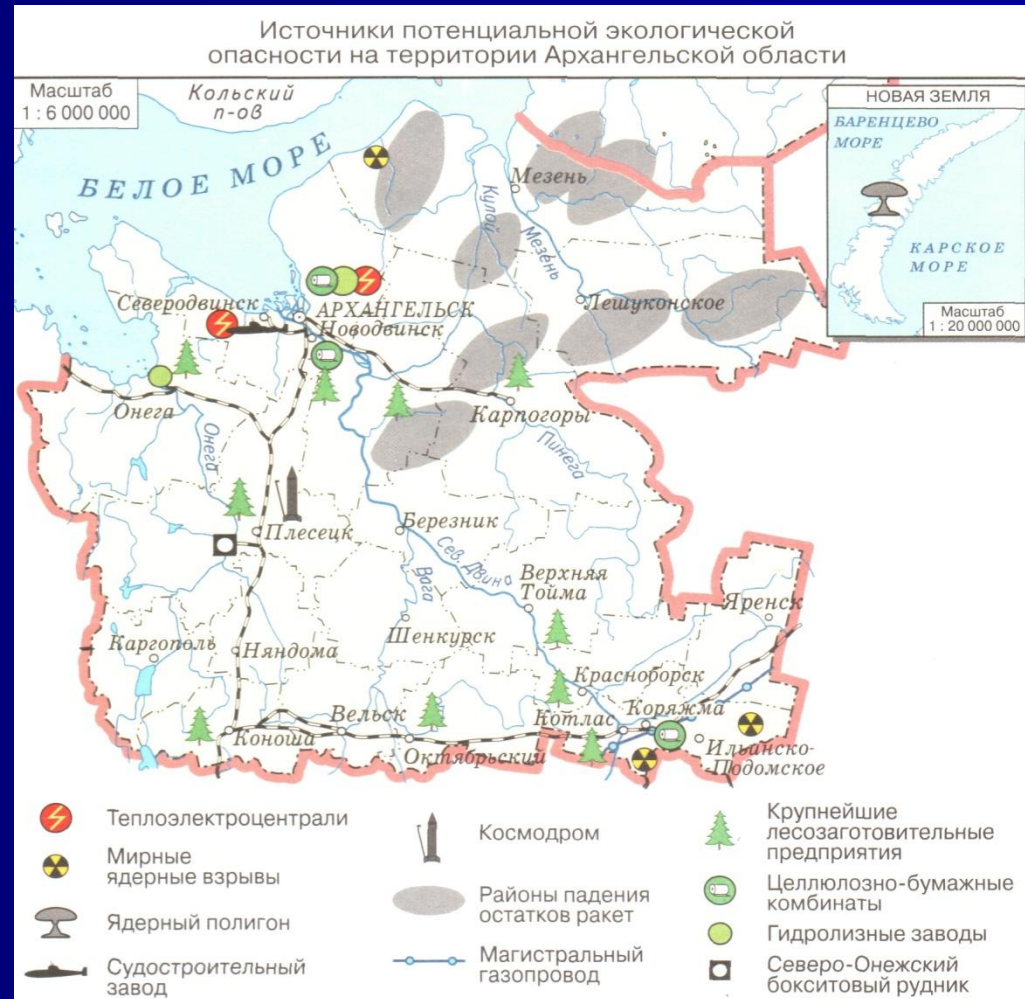 Источники потенциальной экологической
опасности на территории Архангельской области
Масштаб
1 : 6 000 000
Кольский
п-ов
БЕЛОЕ МОРЕ
НОВАЯ ЗЕМЛЯ
БАРЕНЦЕВО
МОРЕ
КАРСКОЕ
МОРЕ
Масштаб
1 : 20 000 000
Мезень
Кулой
Мезень
Лешуконское
Северодвинск
АРХАНГЕЛЬСК
Новодвинск
Онега
Онега
Карпогоры
Пинега
Плесецк
Березник
Сев. Двина
Вага
Верхняя
Тойма
Яренск
Шенкурск
Каргополь
Няндома
Красноборск
Коряжма
Котлас
Вельск
Коноша
Октябрьский
Ильинско-
Подомское
Теплоэлектроцентрали
Мирные
ядерные взрывы
Ядерный полигон
Судостроительный
завод
Космодром
Районы падения
остатков ракет
Магистральный
газопровод
Крупнейшие
лесозаготовительные
предприятия
Целлюлозно-бумажные
комбинаты
Гидролизные заводы
Северо-Онежский
бокситовый рудник